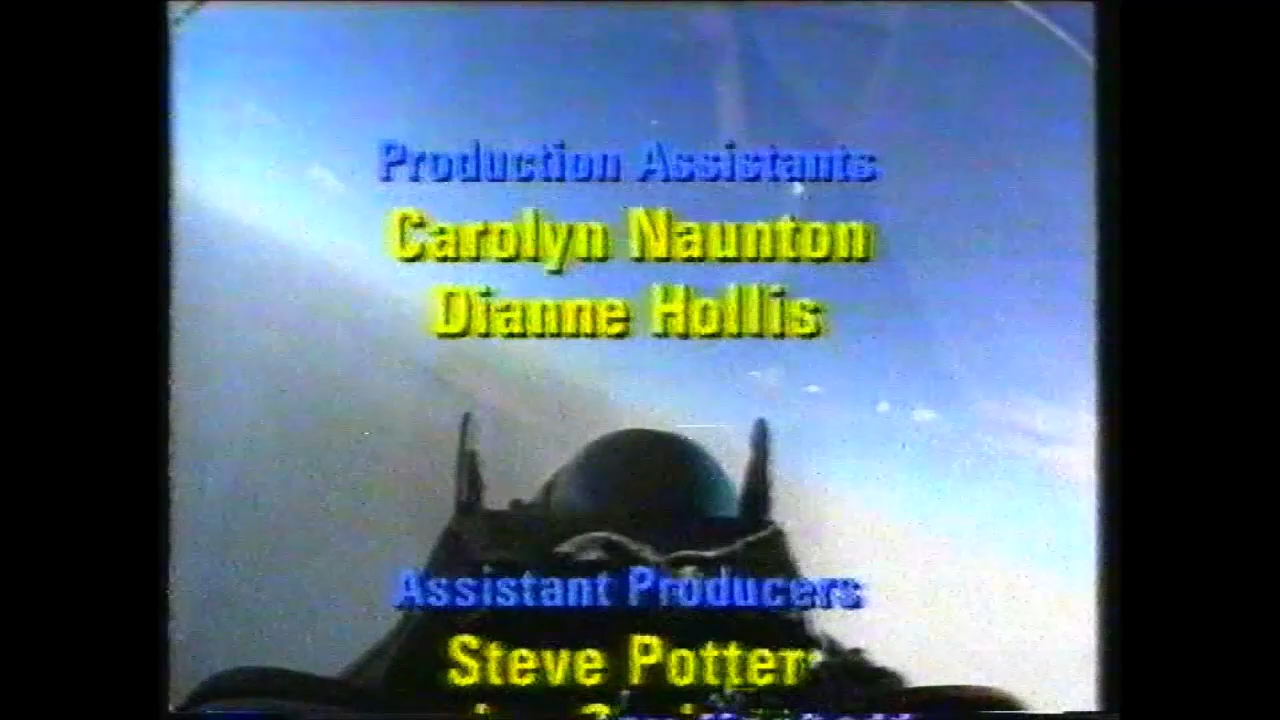 Production Assistants
Carolyn Naunton
Dianne Hollis
Assistant Producers
Steve Potter